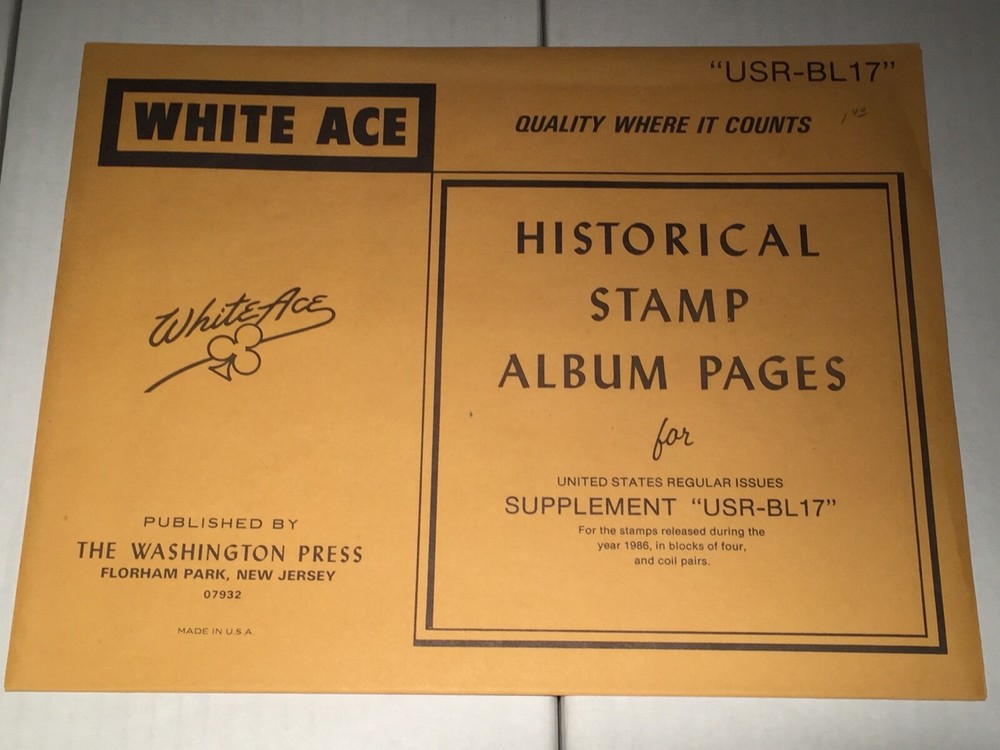 "USR-BL17"
WHITE ACE
QUALITY WHERE IT COUNTS
HISTORICAL
STAMP
ALBUM PAGES
for
UNITED STATES REGULAR ISSUES
SUPPLEMENT "USR-BL17"
For the stamps released during the
year 1986, in blocks of four,
and coil pairs.
White Ace
PUBLISHED BY
THE WASHINGTON PRESS
FLORHAM PARK, NEW JERSEY
07932
MADE IN U.S.A.